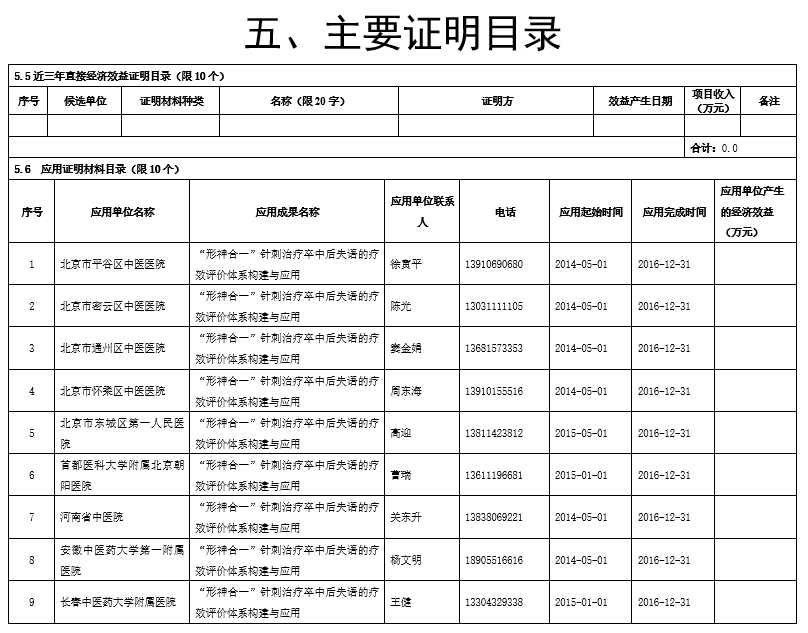 五、主要证明目录
5.5近三年直接经济效益证明目录（限10个）
序号 候选单位 证明材料种类 名称（限20字） 证明方 效益产生日期 项目收入 备注
（万元）
合计：0.0
5.6 应用证明材料目录（限10个）
序号 应用单位名称 应用成果名称 应用单位联系人 电话 应用起始时间 应用完成时间 应用单位产生的经济效益（万元）
1 北京市平谷区中医医院 “形神合一”针刺治疗卒中后失语的疗 徐寅平 13910690680 2014-05-01 2016-12-31
效评价体系构建与应用
2 北京市密云区中医医院 “形神合一”针刺治疗卒中后失语的疗 陈光 13031111105 2014-05-01 2016-12-31
效评价体系构建与应用
3 北京市通州区中医医院 “形神合一”针刺治疗卒中后失语的疗 窦金娟 13681573353 2014-05-01 2016-12-31
效评价体系构建与应用
4 北京市怀柔区中医医院 “形神合一”针刺治疗卒中后失语的疗 周东海 13910155516 2014-05-01 2016-12-31
效评价体系构建与应用
5 北京市东城区第一人民医 “形神合一”针刺治疗卒中后失语的疗 高迎 13811423812 2015-05-01 2016-12-31
院 效评价体系构建与应用
6 首都医科大学附属北京朝 “形神合一”针刺治疗卒中后失语的疗 曹瑞 13611196681 2015-01-01 2016-12-31
阳医院 效评价体系构建与应用
7 河南省中医院 “形神合一”针刺治疗卒中后失语的疗 关东升 13838069221 2014-05-01 2016-12-31
效评价体系构建与应用
8 安徽中医药大学第一附属 “形神合一”针刺治疗卒中后失语的疗 杨文明 18905516616 2014-05-01 2016-12-31
医院 效评价体系构建与应用
9 长春中医药大学附属医院 “形神合一”针刺治疗卒中后失语的疗 王健 13304329338 2015-01-01 2016-12-31
效评价体系构建与应用